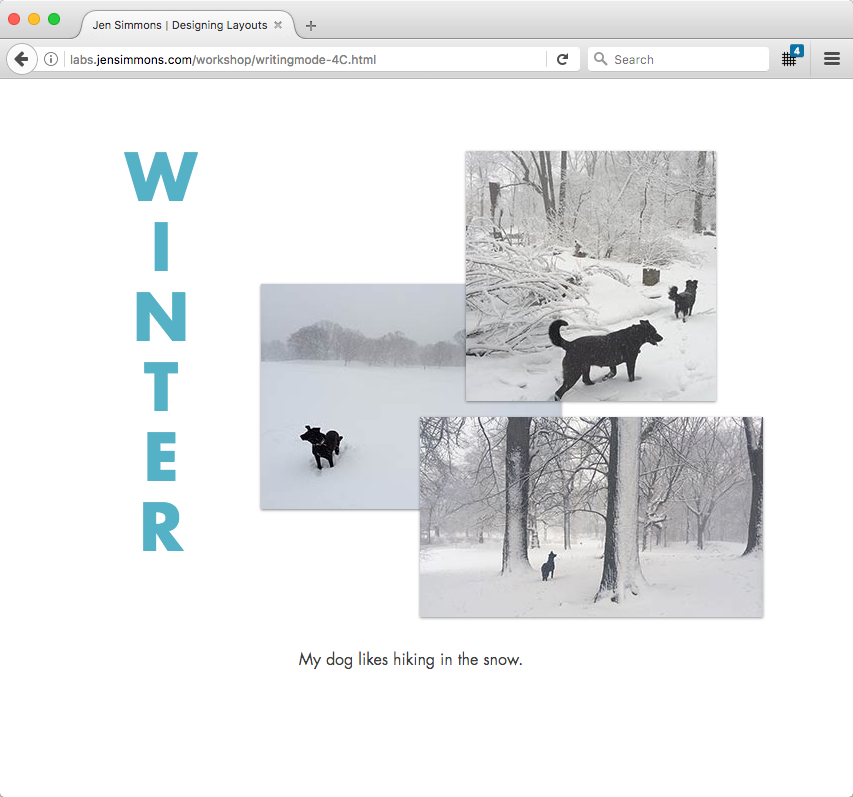 Jen Simmons | Designing Layouts
labs.jensimmons.com/workshop/writingmode-4C.html
Search
4
WINTER
My dog likes hiking in the snow.